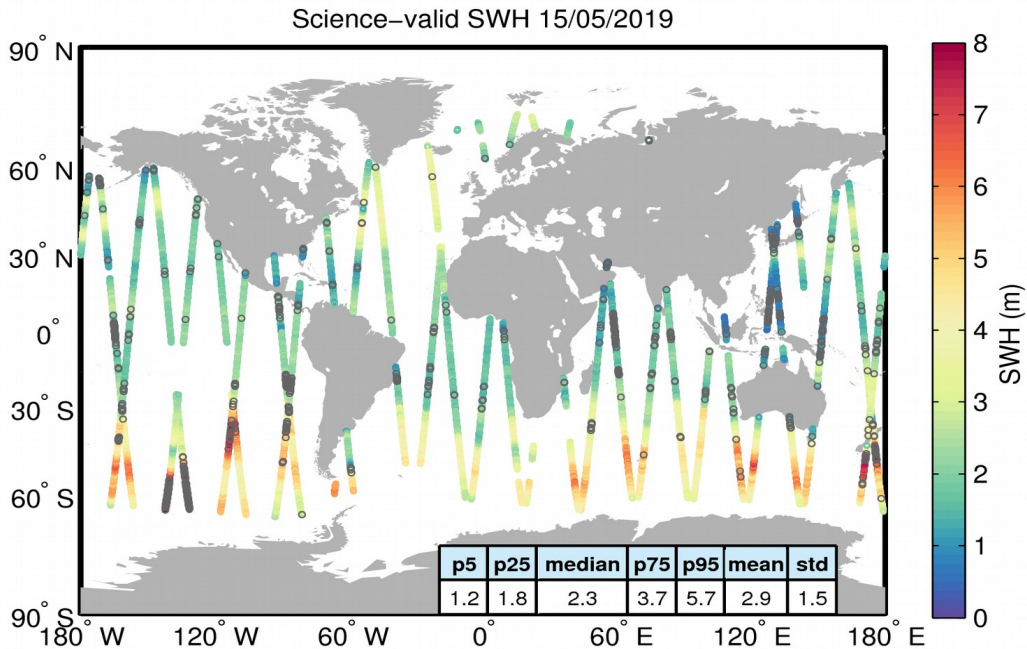 Science−valid SWH 15/05/2019
90° N
60° N
30° N
0°
30° S
60° S
90° S
180° W
120° W
60° W
0°
60° E
120° E
180° E
p5 p25 median p75 p95 mean std
1.2 1.8 2.3 3.7 5.7 2.9 1.5
8
7
6
5
4
3
2
1
0
SWH (m)